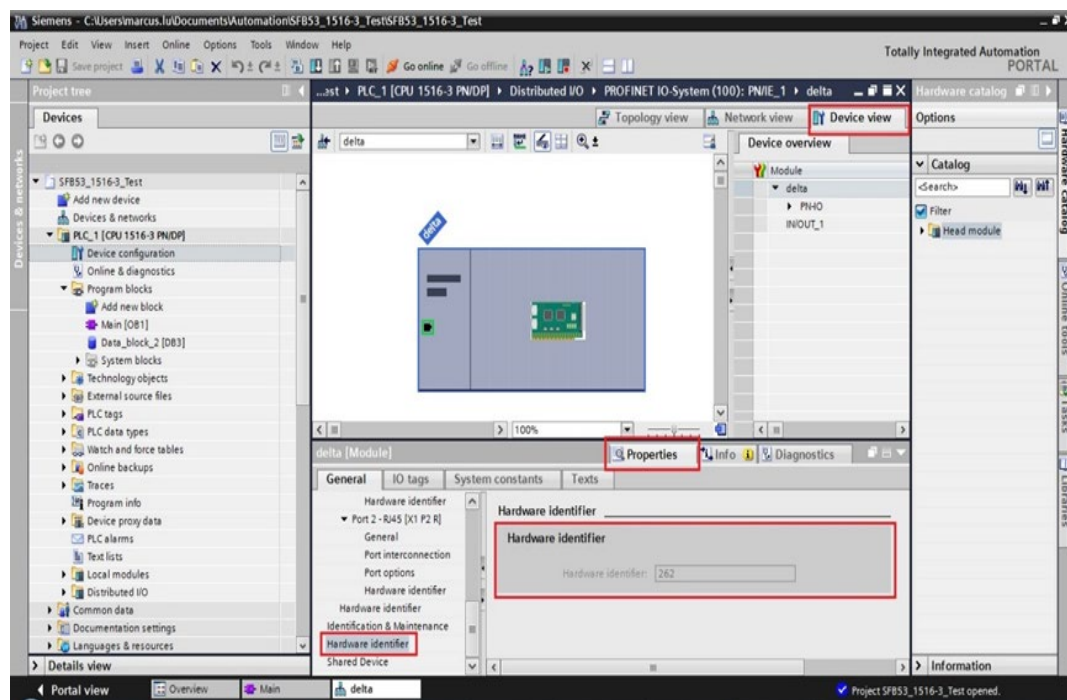 Siemens - C:\Users\marcus.lu\Documents\Automation\SFB53_1516-3_Test\SFB53_1516-3_Test
Project Edit View Insert Online Options Tools Window Help
Totally Integrated Automation
PORTAL
Save project
Go online
Go offline
Project tree
...est PLC_1 [CPU 1516-3 PN/DP] Distributed I/O PROFINET IO-System (100): PN/IE_1 delta
Hardware catalog
Devices
Topology view
Network view
Device view
Options
delta
Device overview
Module
delta
PN-IO
IN/OUT_1
Catalog
<Search>
Filter
Head module
SFB53_1516-3_Test
Add new device
Devices & networks
PLC_1 [CPU 1516-3 PN/DP]
Device configuration
Online & diagnostics
Program blocks
Add new block
Main [OB1]
Data_block_2 [DB3]
System blocks
Technology objects
External source files
PLC tags
PLC data types
Watch and force tables
Online backups
Traces
Program info
Device proxy data
PLC alarms
Text lists
Local modules
Distributed I/O
Common data
Documentation settings
Languages & resources
Details view
delta
100%
delta [Module]
Properties
Info
Diagnostics
General
IO tags
System constants
Texts
Hardware identifier
Port 2 - RJ45 [X1 P2 R]
General
Port interconnection
Port options
Hardware identifier
Hardware identifier
Identification & Maintenance
Hardware identifier
Shared Device
Hardware identifier
Hardware identifier
Hardware identifier: 262
Information
Devices & networks
Hardware catalog
Online tools
Tasks
Libraries
Portal view
Overview
Main
delta
Project SFB53_1516-3_Test opened.